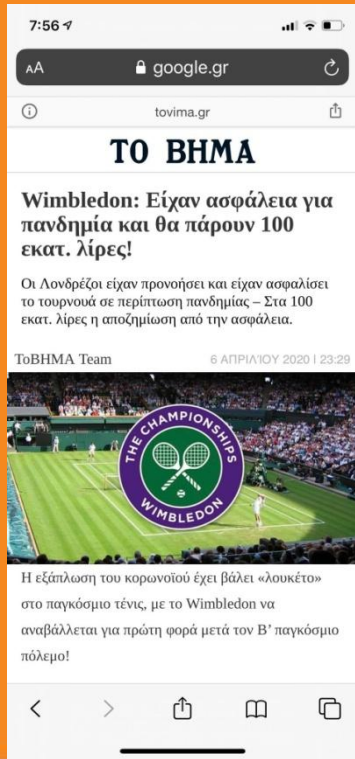 7:56
AA google.gr
tovima.gr
ΤΟ ΒΗΜΑ
Wimbledon: Είχαν ασφάλεια για
πανδημία και θα πάρουν 100
εκατ. λίρες!
Οι Λονδρέζοι είχαν προνοήσει και είχαν ασφαλίσει
το τουρνουά σε περίπτωση πανδημίας – Στα 100
εκατ. λίρες η αποζημίωση από την ασφάλεια.
ToBHMA Team 6 ΑΠΡΙΛΊΟΥ 2020 | 23:29
THE CHAMPIONSHIPS
WIMBLEDON
Η εξάπλωση του κορωνοϊού έχει βάλει «λουκέτο»
στο παγκόσμιο τένις, με το Wimbledon να
αναβάλλεται για πρώτη φορά μετά τον Β’ παγκόσμιο
πόλεμο!